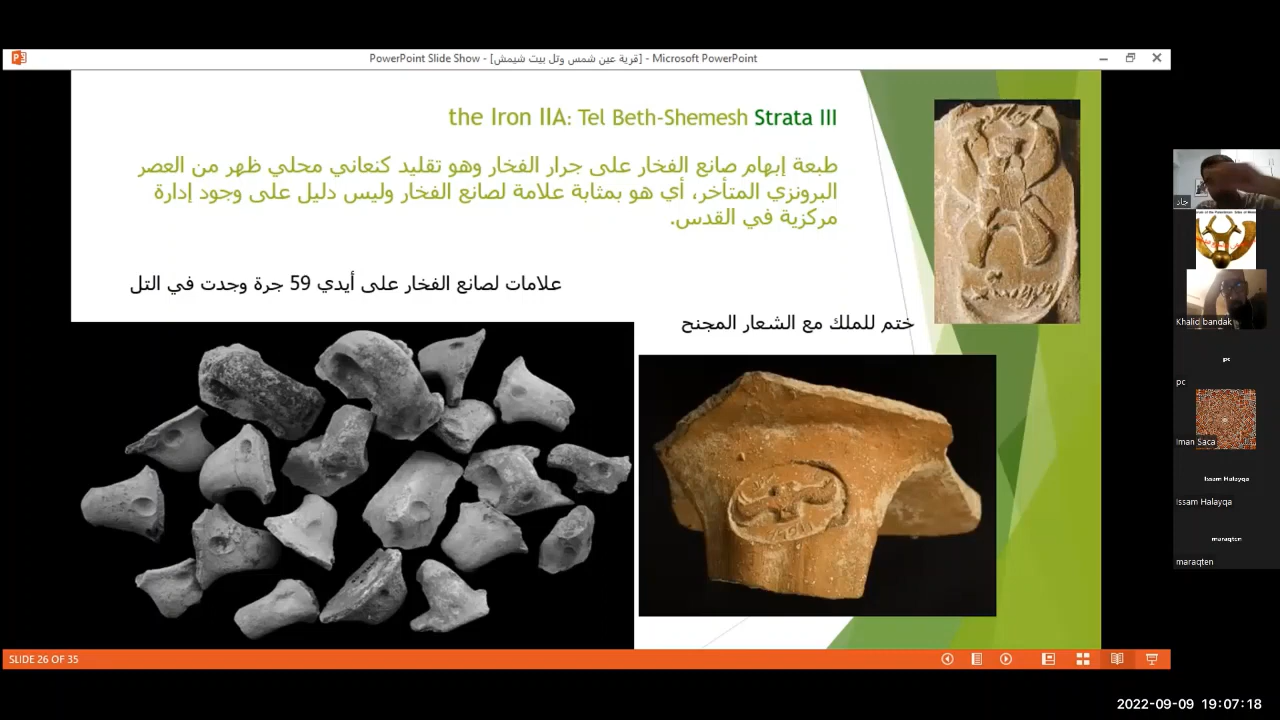 PowerPoint Slide Show - [قرية عين شمس وتل بيت شيمش] - Microsoft PowerPoint
the Iron IIA: Tel Beth-Shemesh Strata III
طبعة إبهام صانع الفخار على جرار الفخار وهو تقليد كنعاني محلي ظهر من العصر
البرونزي المتأخر، أي هو بمثابة علامة لصانع الفخار وليس دليل على وجود إدارة
مركزية في القدس.
علامات لصانع الفخار على أيدي 59 جرة وجدت في التل
ختم للملك مع الشعار المجنح
SLIDE 26 OF 35
جاد
Khalid bandak
pc
pc
Iman Saca
Issam Halayqa
Issam Halayqa
maraqten
maraqten
2022-09-09 19:07:18